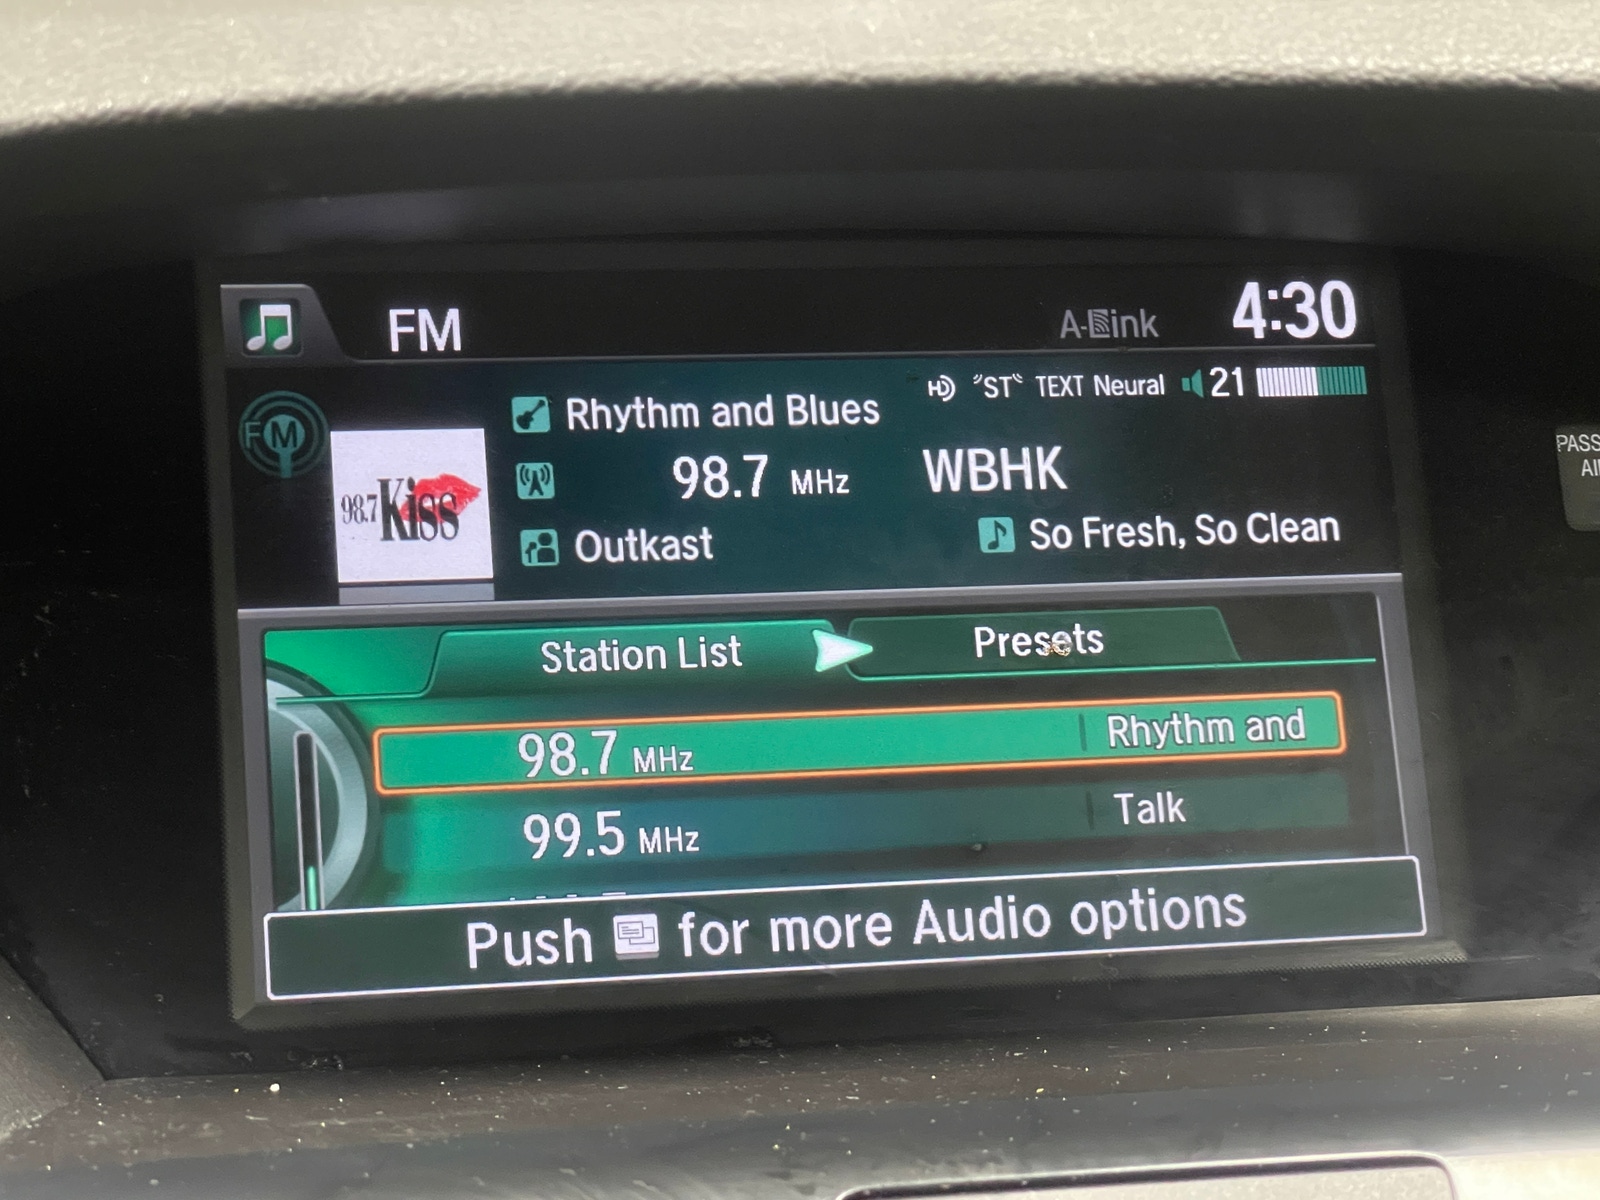 FM
A-Link
4:30
HD "ST" TEXT Neural 21
Rhythm and Blues
FM
98.7 Kiss
98.7 MHz WBHK
Outkast So Fresh, So Clean
Station List Presets
98.7 MHz Rhythm and
99.5 MHz Talk
Push for more Audio options
PASS
AI